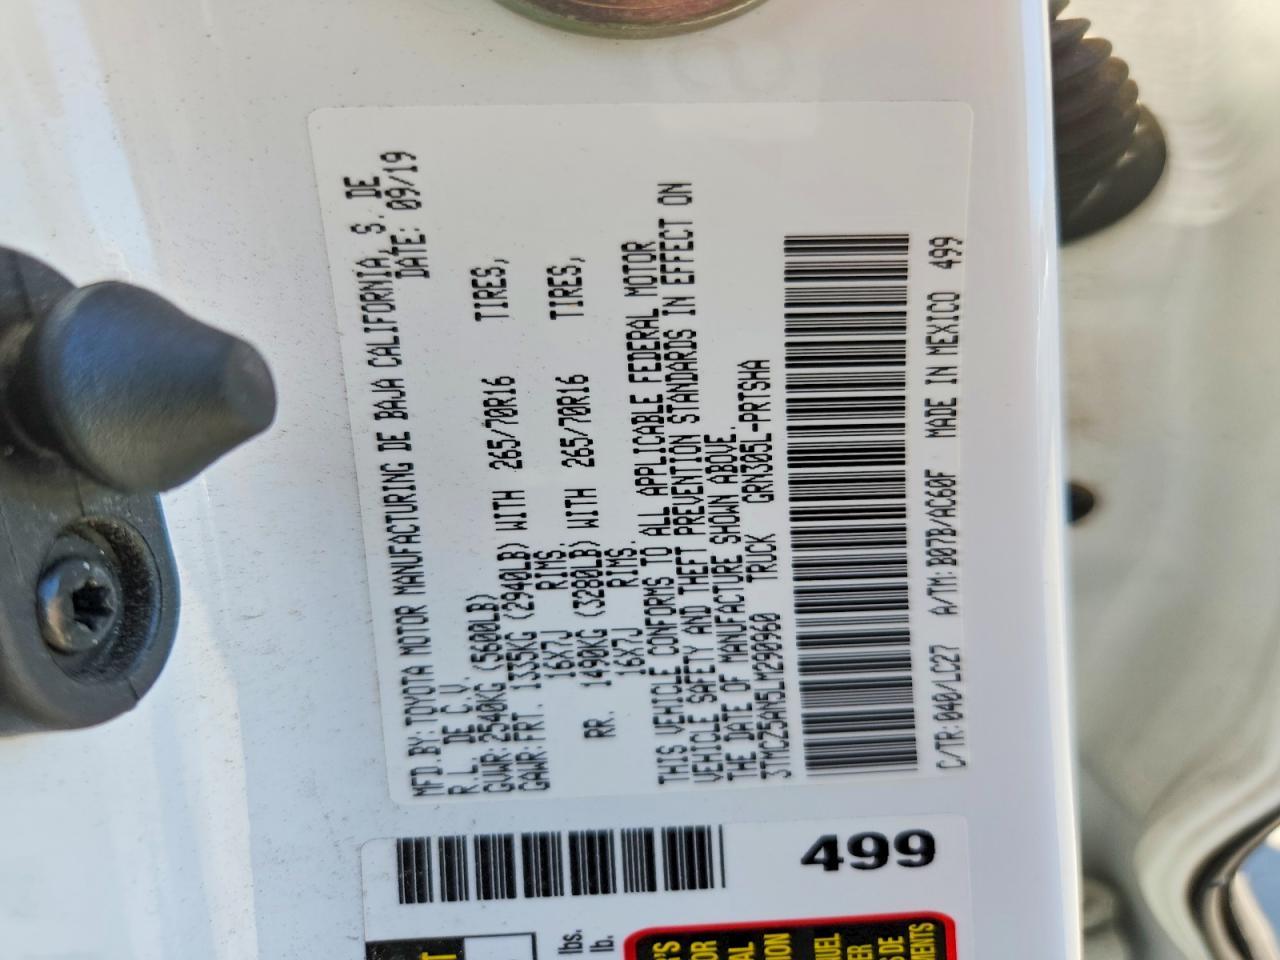 MFD.BY:TOYOTA MOTOR MANUFACTURING DE BAJA CALIFORNIA, S. DE
R.L. DE C.V. DATE: 09/19
GVWR:2540KG (5600LB)
GAWR:FRT. 1335KG (2940LB) WITH 265/70R16 TIRES,
16X7J RIMS.
RR. 1490KG (3280LB) WITH 265/70R16 TIRES,
16X7J RIMS.
THIS VEHICLE CONFORMS TO ALL APPLICABLE FEDERAL MOTOR
VEHICLE SAFETY AND THEFT PREVENTION STANDARDS IN EFFECT ON
THE DATE OF MANUFACTURE SHOWN ABOVE.
3TMCZ5AN5LM290960 TRUCK GRN305L-PRTSHA
C/TR:040/LC27 A/TM:B07B/AC60F MADE IN MEXICO 499
499
lbs.
lb.